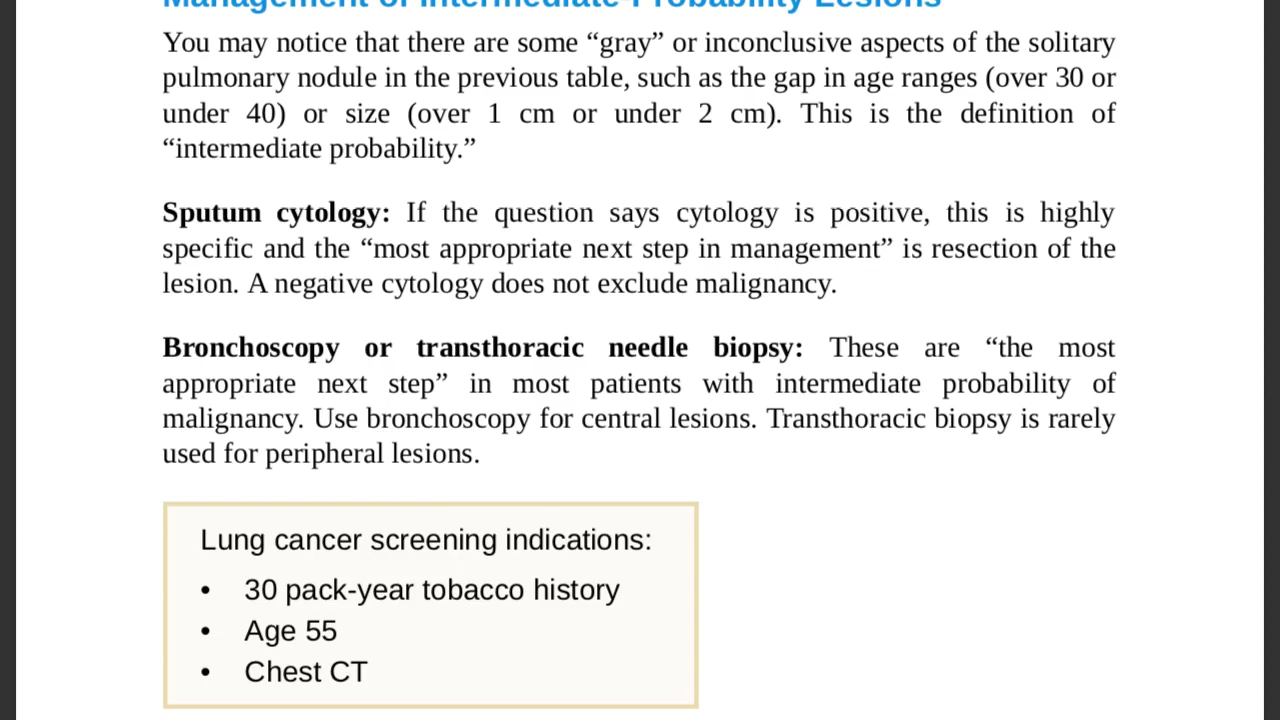 Management of Intermediate-Probability Lesions
You may notice that there are some “gray” or inconclusive aspects of the solitary
pulmonary nodule in the previous table, such as the gap in age ranges (over 30 or
under 40) or size (over 1 cm or under 2 cm). This is the definition of
“intermediate probability.”
Sputum cytology: If the question says cytology is positive, this is highly
specific and the “most appropriate next step in management” is resection of the
lesion. A negative cytology does not exclude malignancy.
Bronchoscopy or transthoracic needle biopsy: These are “the most
appropriate next step” in most patients with intermediate probability of
malignancy. Use bronchoscopy for central lesions. Transthoracic biopsy is rarely
used for peripheral lesions.
Lung cancer screening indications:
• 30 pack-year tobacco history
• Age 55
• Chest CT